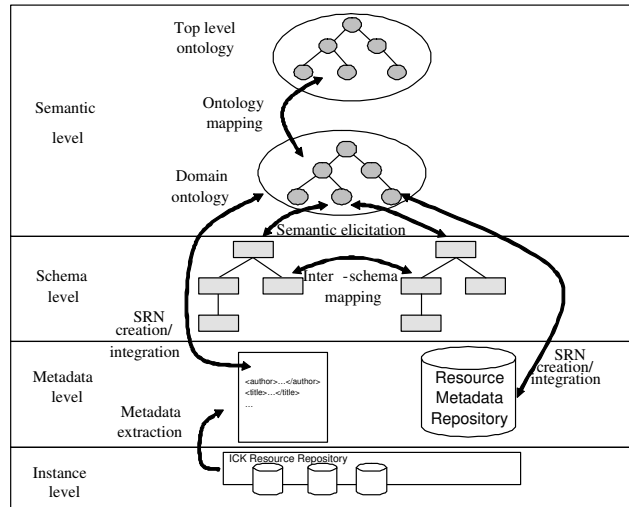 Top level
ontology
Semantic
level
Ontology
mapping
Domain
ontology
Semantic elicitation
Schema
level
Inter -schema
mapping
SRN
creation/
integration
SRN
creation/
integration
Metadata
level
<author>…</author>
<title>…</title>
…
Resource
Metadata
Repository
Metadata
extraction
Instance
level
ICK Resource Repository